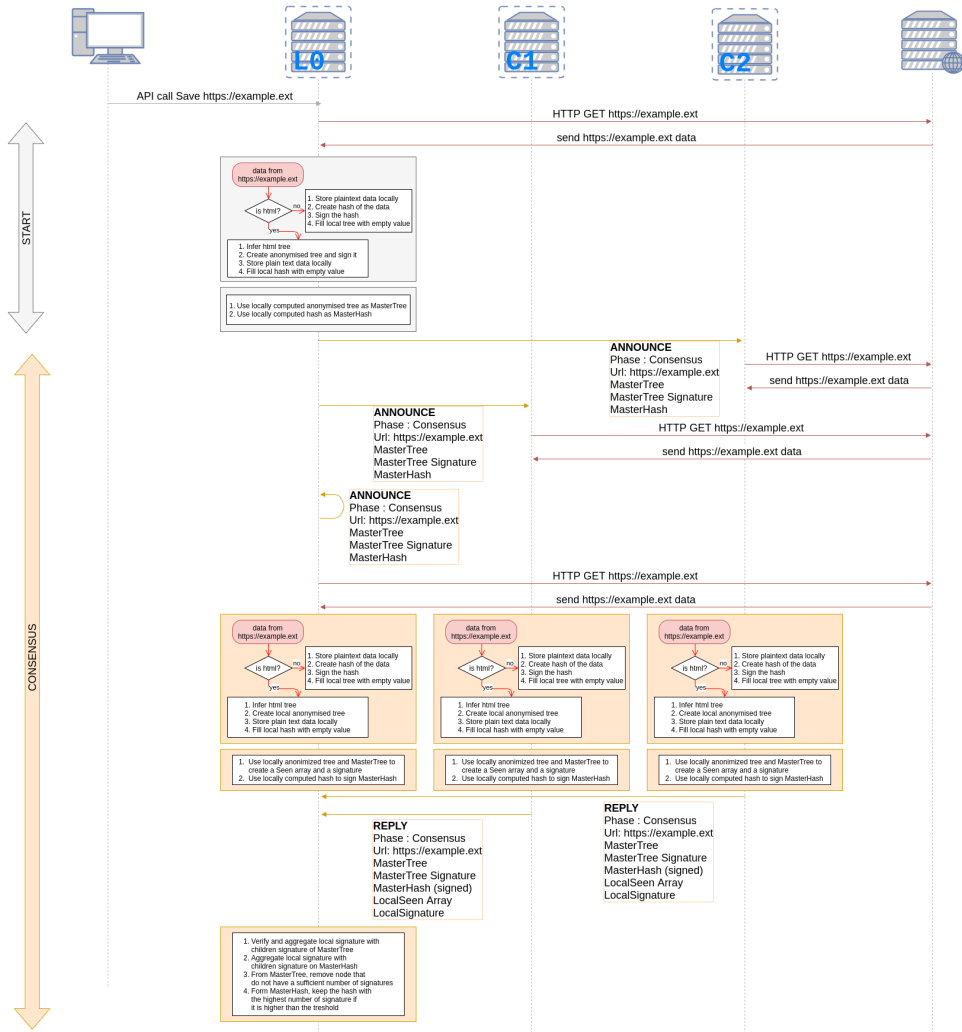 L0
C1
C2
API call Save https://example.ext
HTTP GET https://example.ext
send https://example.ext data
START
data from
https://example.ext
is html?
no
yes
1. Store plaintext data locally
2. Create hash of the data
3. Sign the hash
4. Fill local tree with empty value
1. Infer html tree
2. Create anonymised tree and sign it
3. Store plain text data locally
4. Fill local hash with empty value
1. Use locally computed anonymised tree as MasterTree
2. Use locally computed hash as MasterHash
CONSENSUS
ANNOUNCE
Phase : Consensus
Url: https://example.ext
MasterTree
MasterTree Signature
MasterHash
HTTP GET https://example.ext
send https://example.ext data
ANNOUNCE
Phase : Consensus
Url: https://example.ext
MasterTree
MasterTree Signature
MasterHash
HTTP GET https://example.ext
send https://example.ext data
ANNOUNCE
Phase : Consensus
Url: https://example.ext
MasterTree
MasterTree Signature
MasterHash
HTTP GET https://example.ext
send https://example.ext data
data from
https://example.ext
is html?
no
yes
1. Store plaintext data locally
2. Create hash of the data
3. Sign the hash
4. Fill local tree with empty value
1. Infer html tree
2. Create local anonymised tree
3. Store plain text data locally
4. Fill local hash with empty value
data from
https://example.ext
is html?
no
yes
1. Store plaintext data locally
2. Create hash of the data
3. Sign the hash
4. Fill local tree with empty value
1. Infer html tree
2. Create local anonymised tree
3. Store plain text data locally
4. Fill local hash with empty value
data from
https://example.ext
is html?
no
yes
1. Store plaintext data locally
2. Create hash of the data
3. Sign the hash
4. Fill local tree with empty value
1. Infer html tree
2. Create local anonymised tree
3. Store plain text data locally
4. Fill local hash with empty value
1. Use locally anonimized tree and MasterTree to
create a Seen array and a signature
2. Use locally computed hash to sign MasterHash
1. Use locally anonimized tree and MasterTree to
create a Seen array and a signature
2. Use locally computed hash to sign MasterHash
1. Use locally anonimized tree and MasterTree to
create a Seen array and a signature
2. Use locally computed hash to sign MasterHash
REPLY
Phase : Consensus
Url: https://example.ext
MasterTree
MasterTree Signature
MasterHash (signed)
LocalSeen Array
LocalSignature
REPLY
Phase : Consensus
Url: https://example.ext
MasterTree
MasterTree Signature
MasterHash (signed)
LocalSeen Array
LocalSignature
1. Verify and aggregate local signature with
children signature of MasterTree
2. Aggregate local signature with
children signature on MasterHash
3. From MasterTree, remove node that
do not have a sufficient number of signatures
4. Form MasterHash, keep the hash with
the highest number of signature if
it is higher than the treshold